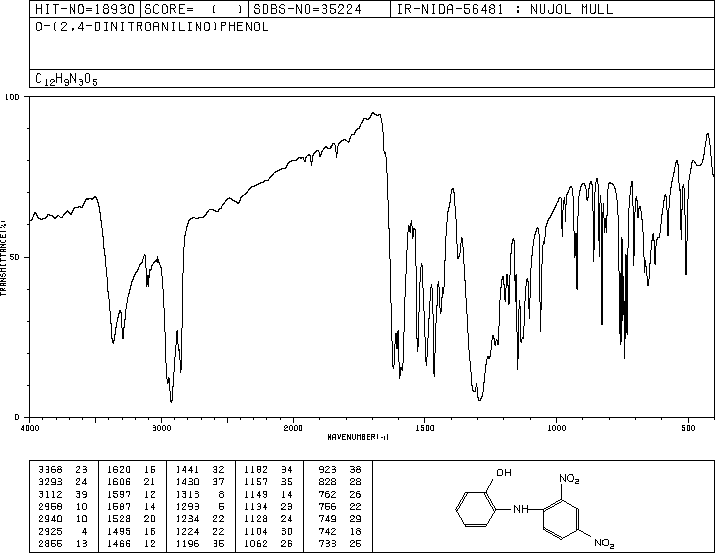 HIT-NO=18930 SCORE= ( ) SDBS-NO=35224 IR-NIDA-56481 : NUJOL MULL
O-(2,4-DINITROANILINO)PHENOL
C12H9N3O5
100
50
0
TRANSMITTANCE(%)
4000 3000 2000 1500 1000 500
WAVENUMBER(-1)
3368 23 1620 16 1441 32 1182 34 923 38
3293 24 1606 21 1430 37 1157 35 828 28
3112 39 1597 12 1313 8 1149 14 762 26
2958 10 1587 14 1293 5 1134 23 756 22
2940 10 1528 20 1234 22 1128 24 749 29
2925 4 1495 16 1224 22 1104 30 742 18
2855 13 1466 12 1196 35 1062 26 733 25
OH
NO2
NH
NO2